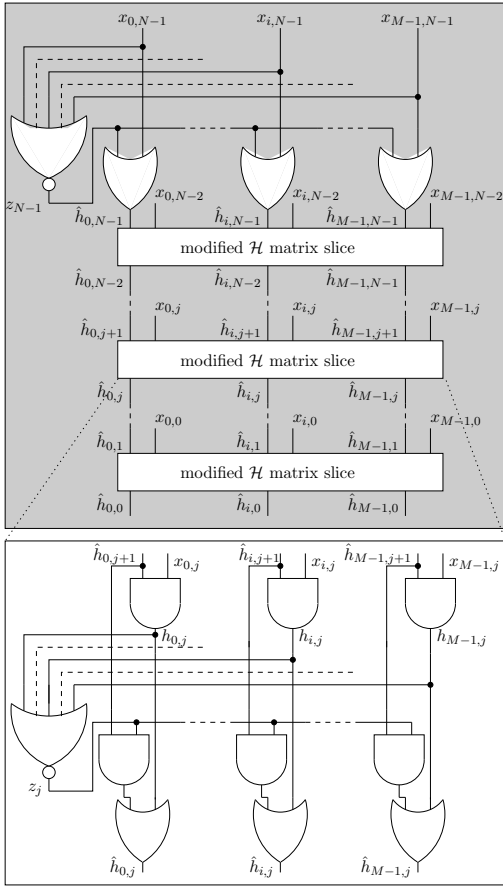 x_{0,N−1} x_{i,N−1} x_{M−1,N−1}
z_{N−1} x_{0,N−2} x_{i,N−2} x_{M−1,N−2}
ĥ_{0,N−1} ĥ_{i,N−1} ĥ_{M−1,N−1}
modified ℋ matrix slice
ĥ_{0,N−2} ĥ_{i,N−2} ĥ_{M−1,N−1}
x_{0,j} x_{i,j} x_{M−1,j}
ĥ_{0,j+1} ĥ_{i,j+1} ĥ_{M−1,j+1}
modified ℋ matrix slice
ĥ_{0,j} ĥ_{i,j} ĥ_{M−1,j}
x_{0,0} x_{i,0} x_{M−1,0}
ĥ_{0,1} ĥ_{i,1} ĥ_{M−1,1}
modified ℋ matrix slice
ĥ_{0,0} ĥ_{i,0} ĥ_{M−1,0}
ĥ_{0,j+1} x_{0,j} ĥ_{i,j+1} x_{i,j} ĥ_{M−1,j+1} x_{M−1,j}
h_{0,j} h_{i,j} h_{M−1,j}
z_j
ĥ_{0,j} ĥ_{i,j} ĥ_{M−1,j}